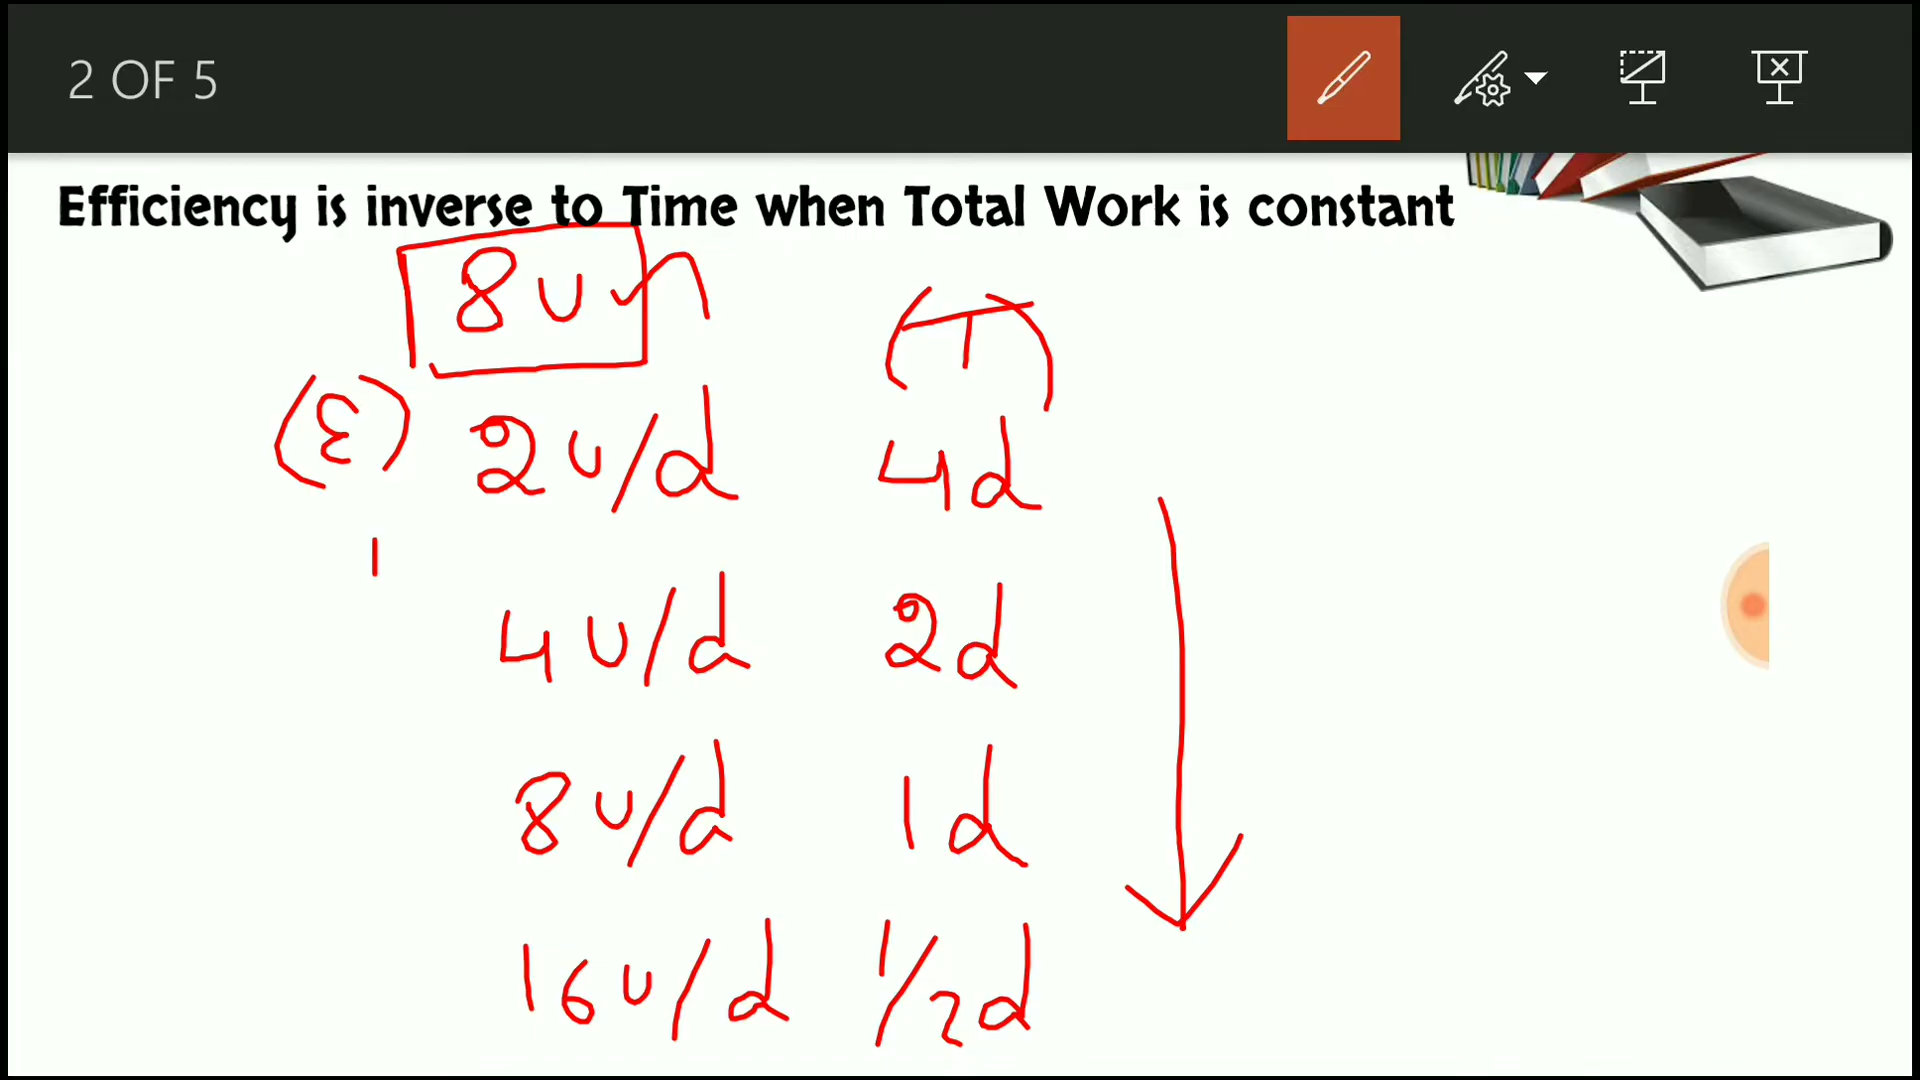 2 OF 5
Efficiency is inverse to Time when Total Work is constant
8u
(T)
(E) 2u/d 4d
4u/d 2d
8u/d 1d
16u/d 1/2d